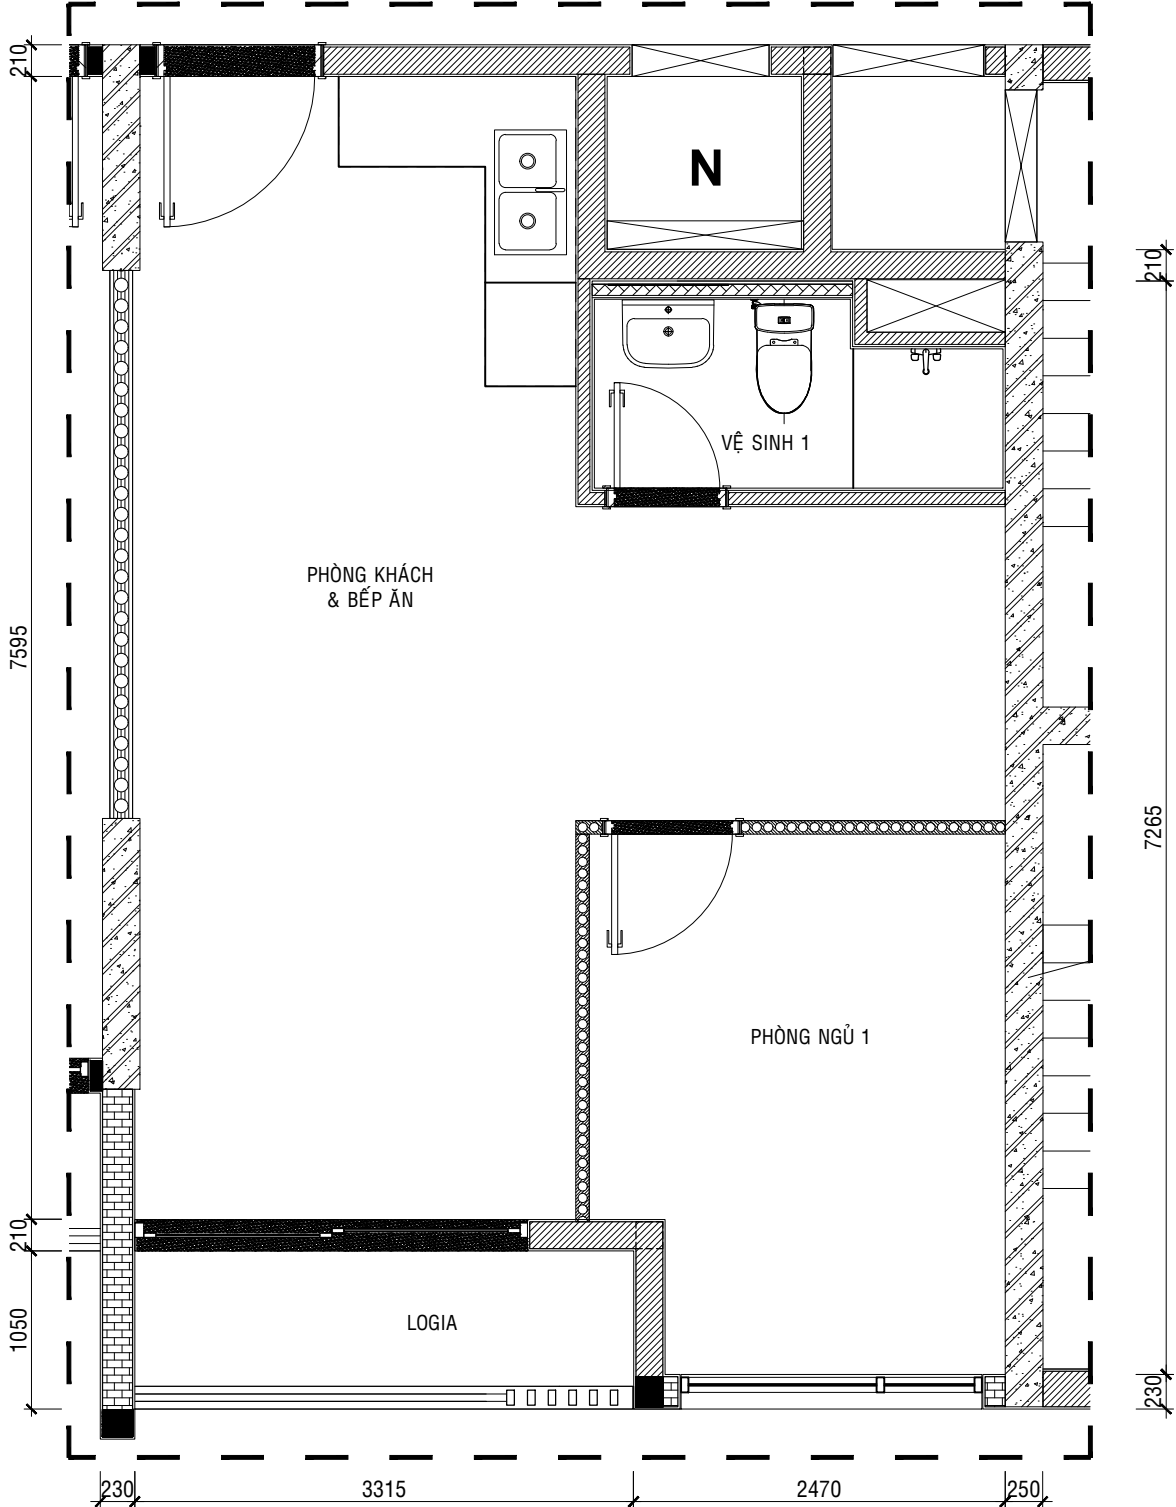 210
N
210
VỆ SINH 1
PHÒNG KHÁCH
& BẾP ĂN
7595
7265
PHÒNG NGỦ 1
210
1050
LOGIA
230
230
3315
2470
250